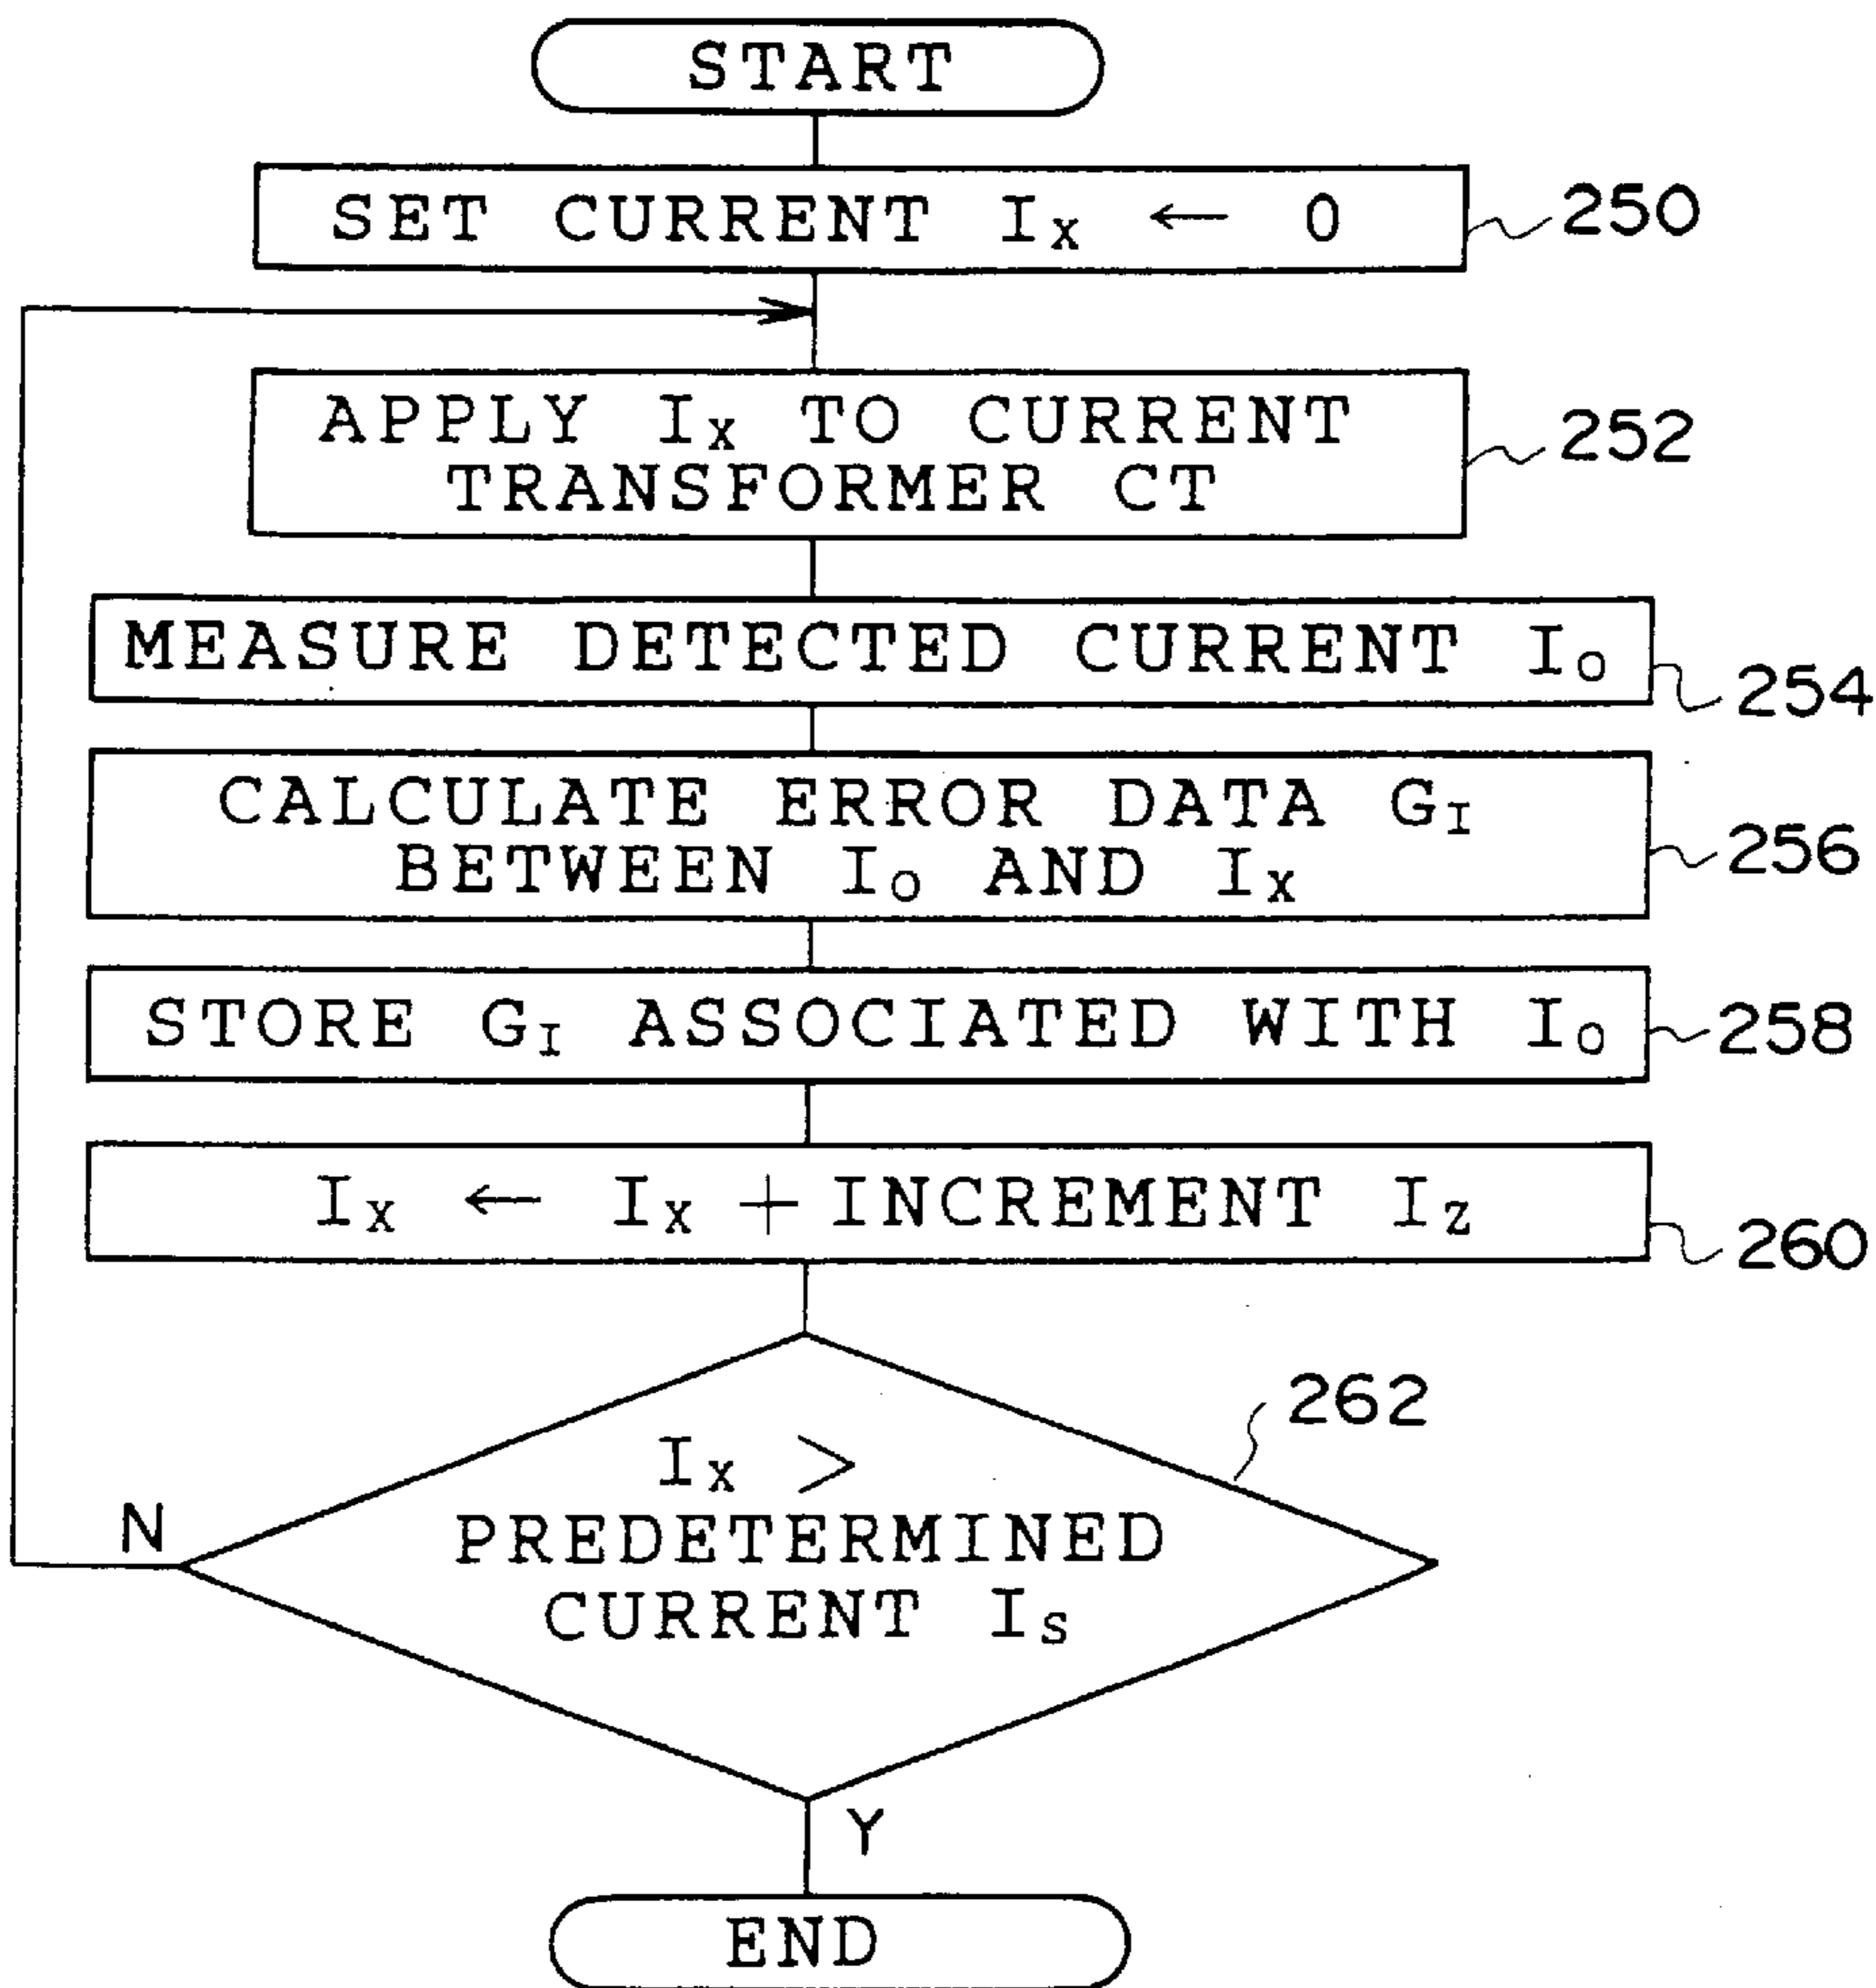 START
SET CURRENT Ix ← 0
250
APPLY Ix TO CURRENT
TRANSFORMER CT
252
MEASURE DETECTED CURRENT Io
254
CALCULATE ERROR DATA GI
BETWEEN Io AND Ix
256
STORE GI ASSOCIATED WITH Io
258
Ix ← Ix + INCREMENT Iz
260
262
Ix >
PREDETERMINED
CURRENT Is
N
Y
END